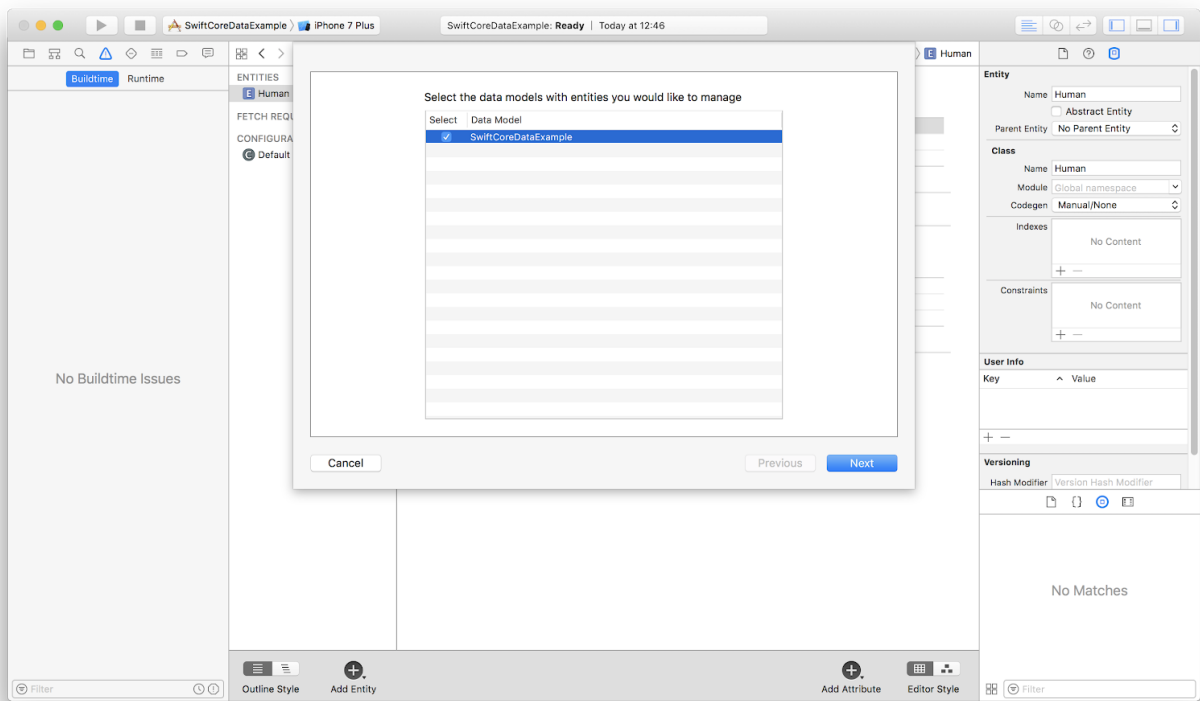 SwiftCoreDataExample
iPhone 7 Plus
SwiftCoreDataExample: Ready | Today at 12:46
Buildtime
Runtime
No Buildtime Issues
Filter
ENTITIES
E Human
FETCH REQU
CONFIGURA
C Default
E Human
Select the data models with entities you would like to manage
Select
Data Model
SwiftCoreDataExample
Cancel
Previous
Next
Outline Style
Add Entity
Add Attribute
Editor Style
Entity
Name
Human
Abstract Entity
Parent Entity
No Parent Entity
Class
Name
Human
Module
Global namespace
Codegen
Manual/None
Indexes
No Content
Constraints
No Content
User Info
Key
Value
Versioning
Hash Modifier
Version Hash Modifier
No Matches
Filter